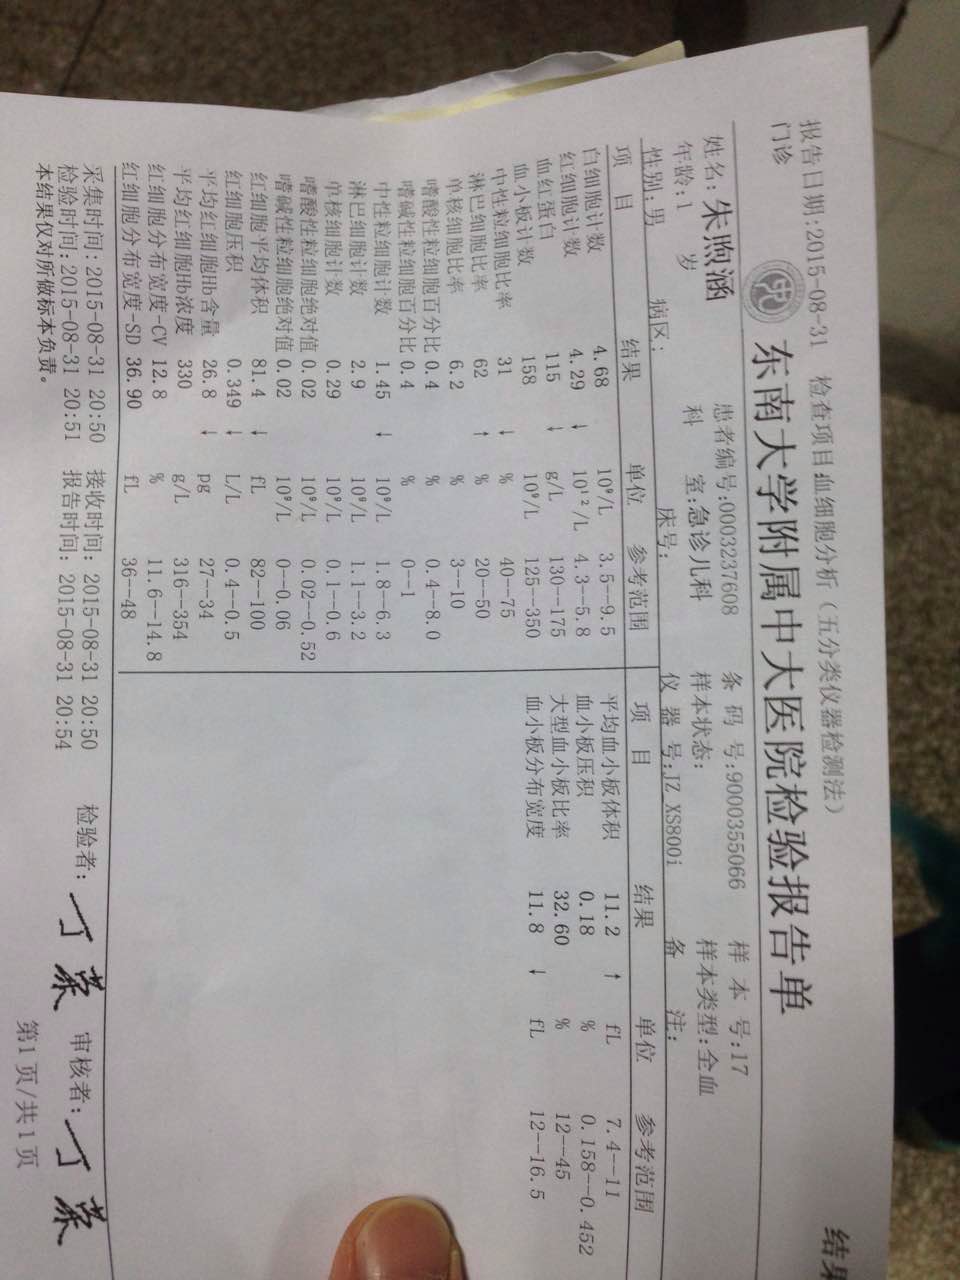 报告日期:2015-08-31 检查项目血细胞分析（五分类仪器检测法）
门诊
东南大学附属中大医院检验报告单
姓名:朱煦涵 患者编号:0003237608 条 码 号:9000355066 样 本 号:17
年龄:1 岁 科 室:急诊儿科 样本状态: 样本类型:全血
性别:男 病区: 床号: 仪 器 号:JZ XS800i 备 注:
项 目 结果 单位 参考范围 项 目 结果 单位 参考范围
白细胞计数 4.68 10⁹/L 3.5--9.5 平均血小板体积 11.2 ↑ fL 7.4--11
红细胞计数 4.29 ↓ 10¹²/L 4.3--5.8 血小板压积 0.18 % 0.158--0.452
血红蛋白 115 ↓ g/L 130--175 大型血小板比率 32.60 % 12--45
血小板计数 158 10⁹/L 125--350 血小板分布宽度 11.8 ↓ fL 12--16.5
中性粒细胞比率 31 ↓ % 40--75
淋巴细胞比率 62 ↑ % 20--50
单核细胞比率 6.2 % 3--10
嗜酸性粒细胞百分比 0.4 % 0.4--8.0
嗜碱性粒细胞百分比 0.4 % 0--1
中性粒细胞计数 1.45 ↓ 10⁹/L 1.8--6.3
淋巴细胞计数 2.9 10⁹/L 1.1--3.2
单核细胞计数 0.29 10⁹/L 0.1--0.6
嗜酸性粒细胞绝对值 0.02 10⁹/L 0.02--0.52
嗜碱性粒细胞绝对值 0.02 10⁹/L 0--0.06
红细胞平均体积 81.4 ↓ fL 82--100
红细胞压积 0.349 ↓ L/L 0.4--0.5
平均红细胞Hb含量 26.8 ↓ pg 27--34
平均红细胞Hb浓度 330 g/L 316--354
红细胞分布宽度-CV 12.8 % 11.6--14.8
红细胞分布宽度-SD 36.90 fL 36--48
采集时间:2015-08-31 20:50 接收时间: 2015-08-31 20:50 检验者: 审核者:
检验时间:2015-08-31 20:51 报告时间: 2015-08-31 20:54
本结果仅对所做标本负责。 第1页/共1页
结果